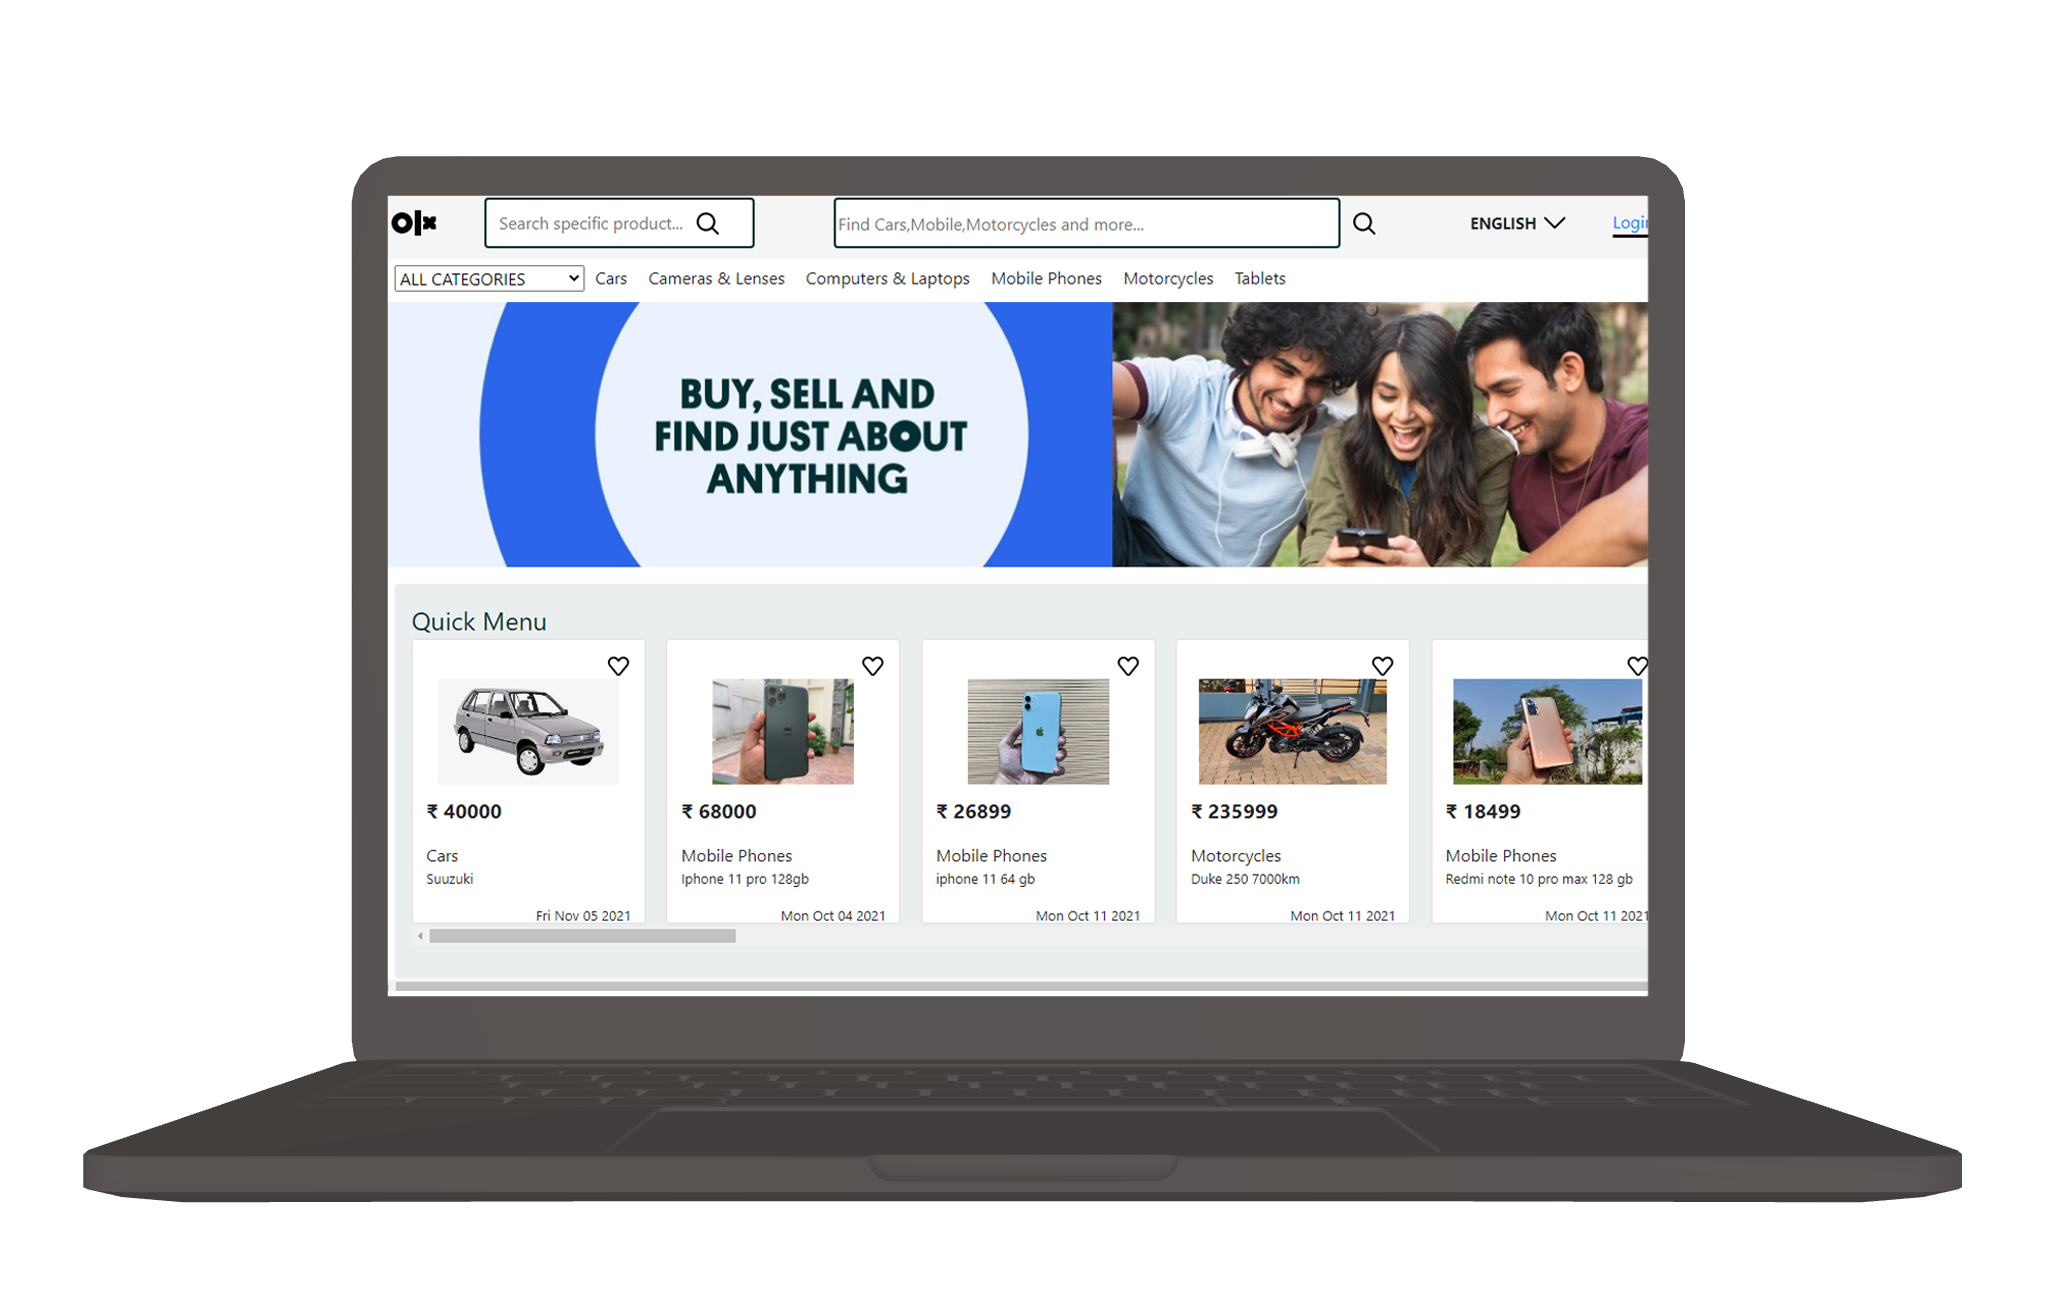 olx
Search specific product...
Find Cars,Mobile,Motorcycles and more...
ENGLISH
Login
ALL CATEGORIES
Cars
Cameras & Lenses
Computers & Laptops
Mobile Phones
Motorcycles
Tablets
BUY, SELL AND
FIND JUST ABOUT
ANYTHING
Quick Menu
₹ 40000
Cars
Suuzuki
Fri Nov 05 2021
₹ 68000
Mobile Phones
Iphone 11 pro 128gb
Mon Oct 04 2021
₹ 26899
Mobile Phones
iphone 11 64 gb
Mon Oct 11 2021
₹ 235999
Motorcycles
Duke 250 7000km
Mon Oct 11 2021
₹ 18499
Mobile Phones
Redmi note 10 pro max 128 gb
Mon Oct 11 2021